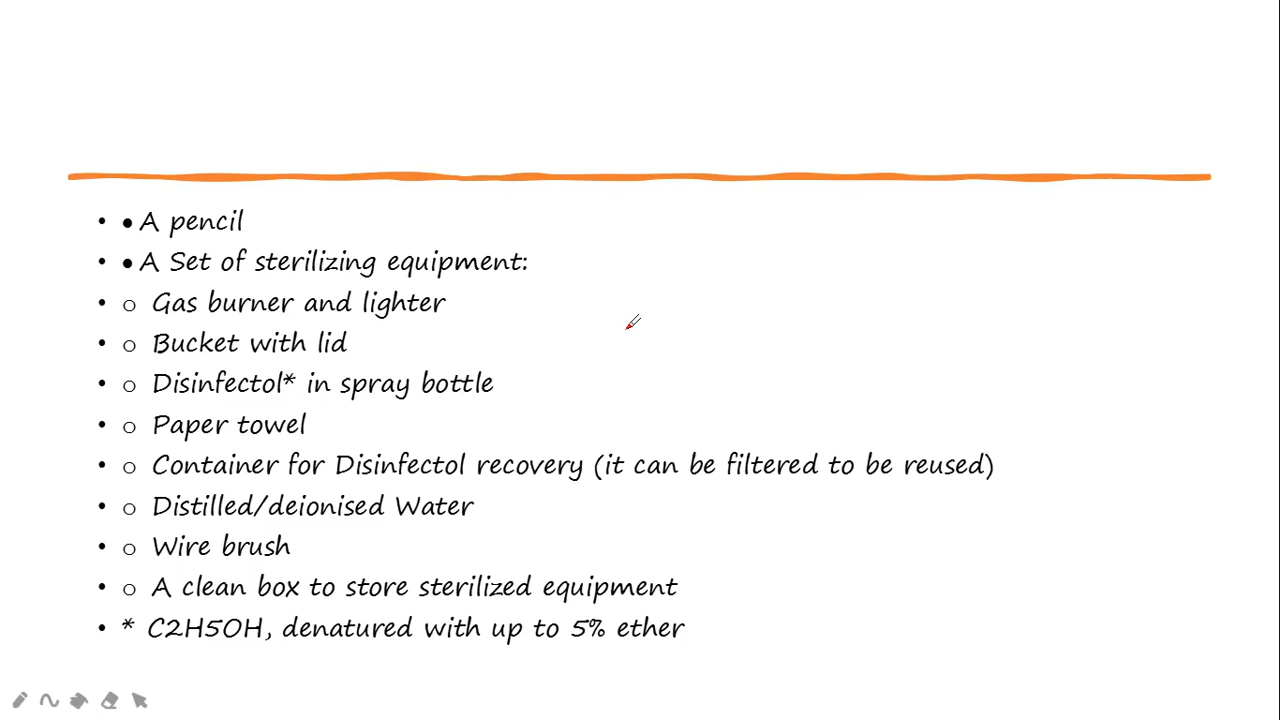 • • A pencil
• • A Set of sterilizing equipment:
• o Gas burner and lighter
• o Bucket with lid
• o Disinfectol* in spray bottle
• o Paper towel
• o Container for Disinfectol recovery (it can be filtered to be reused)
• o Distilled/deionised Water
• o Wire brush
• o A clean box to store sterilized equipment
• * C2H5OH, denatured with up to 5% ether